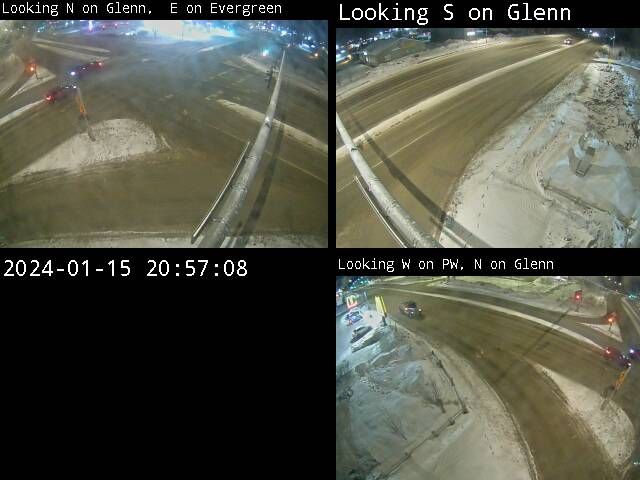 Looking N on Glenn,  E on Evergreen
Looking S on Glenn
2024-01-15 20:57:08
Looking W on PW, N on Glenn